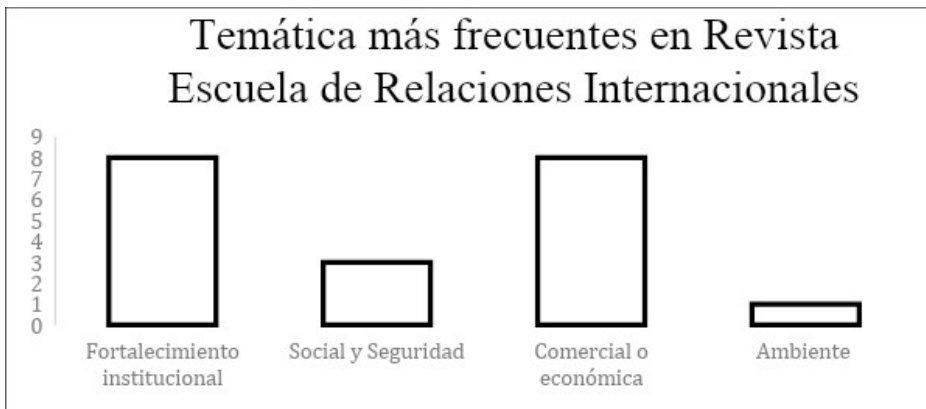 Temática más frecuentes en Revista
Escuela de Relaciones Internacionales
9
8
7
6
5
4
3
2
1
0
Fortalecimiento
institucional
Social y Seguridad
Comercial o
económica
Ambiente